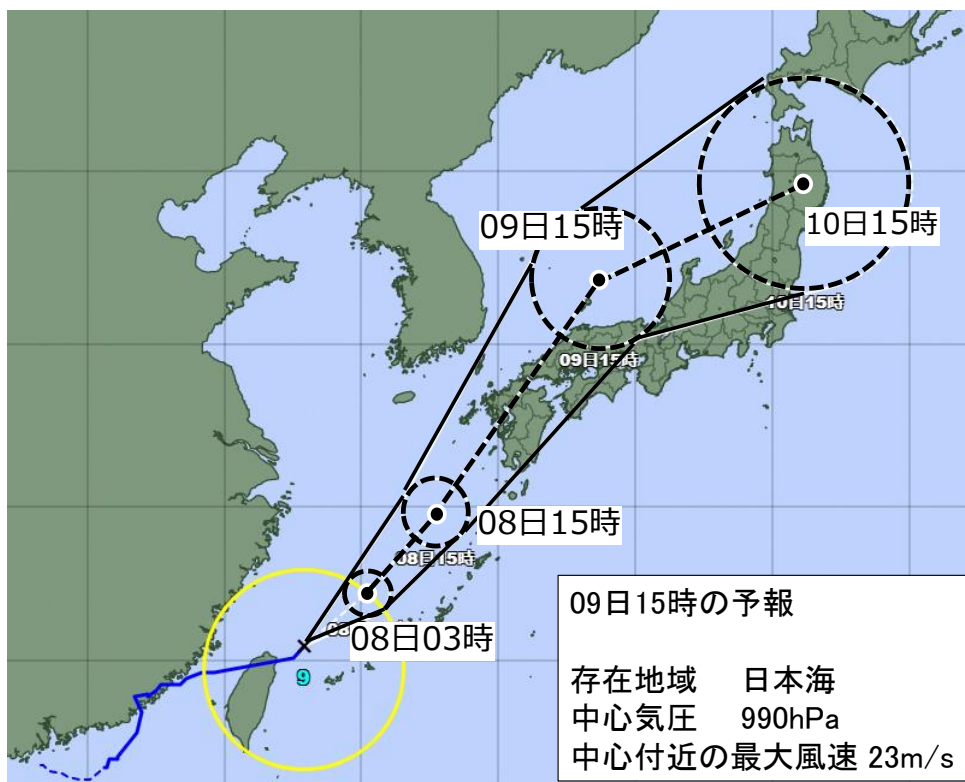 09日15時
10日15時
10日15時
09日15時
08日15時
08日15時
08日03時
9
09日15時の予報
存在地域 日本海
中心気圧 990hPa
中心付近の最大風速 23m/s